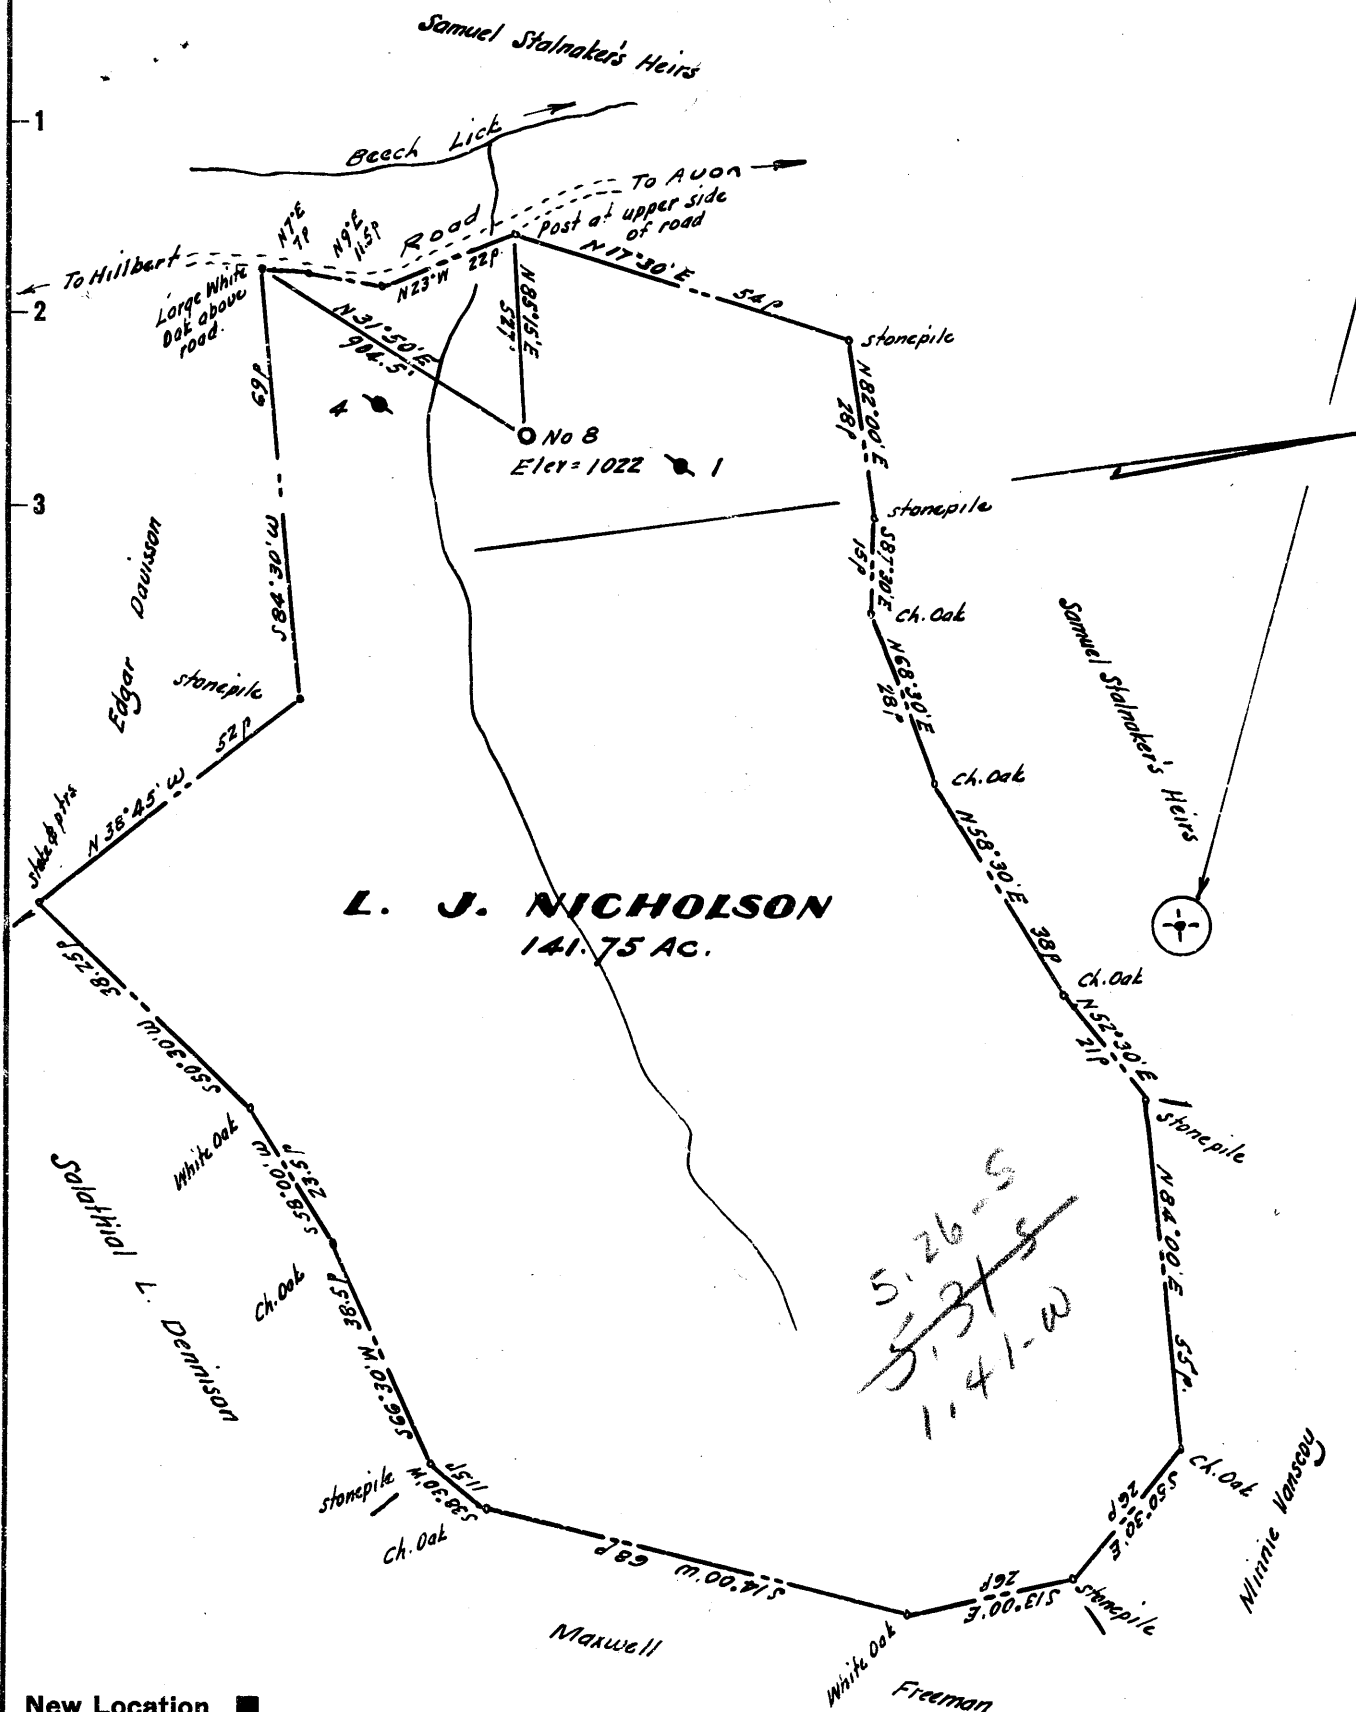 Samuel Stalnaker's Heirs
1
Beech Lick
To Avon
Road
Post at upper side
of road
N7°E
7P
N9°E
11.5P
N23°W 22P.
To Hillbert
Large White
Oak above
road.
2
N17°30'E 54P
stonepile
N31°50'E
904.5'
N85°15'E
527.
69P
S84°30'W
4
No 8
Elev = 1022
1
N82°00'E
28P
stonepile
3
S87°30'E
15P
Ch. Oak
Edgar Davisson
N68°30'E
28P
Samuel Stalnaker's Heirs
stonepile
52P
N38°45'W
Ch. Oak
stake & ptrs
N58°30'E 38P
L. J. NICHOLSON
141.75 AC.
38.25P
S50°30'W
Ch. Oak
N52°30'E
21P
stonepile
White Oak
23.5P
S58°00'W
Salathial L. Dennison
Ch. Oak
5.26-S
5.31 S
1.41-W
N84°00'E 55P.
38.5P
S66°30'W
stonepile
11.5P
S38°30'W
Ch. Oak
Ch. Oak
S50°30'E
26P
Minnie Vanscoy
68P
S14°00'W
26P
S13°00'E
stonepile
Maxwell
White Oak
Freeman
New Location